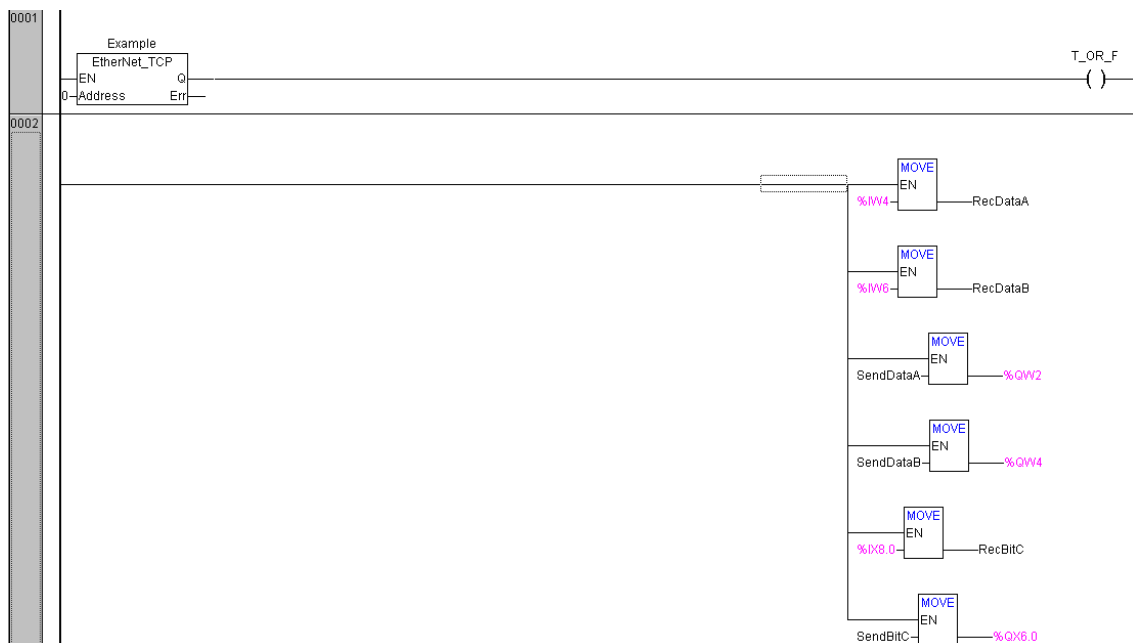 0001
Example
EtherNet_TCP
EN Q
0 Address Err
T_OR_F
0002
MOVE
EN
%IW4 RecDataA
MOVE
EN
%IW6 RecDataB
MOVE
EN
SendDataA %QW2
MOVE
EN
SendDataB %QW4
MOVE
EN
%IX8.0 RecBitC
MOVE
EN
SendBitC %QX6.0